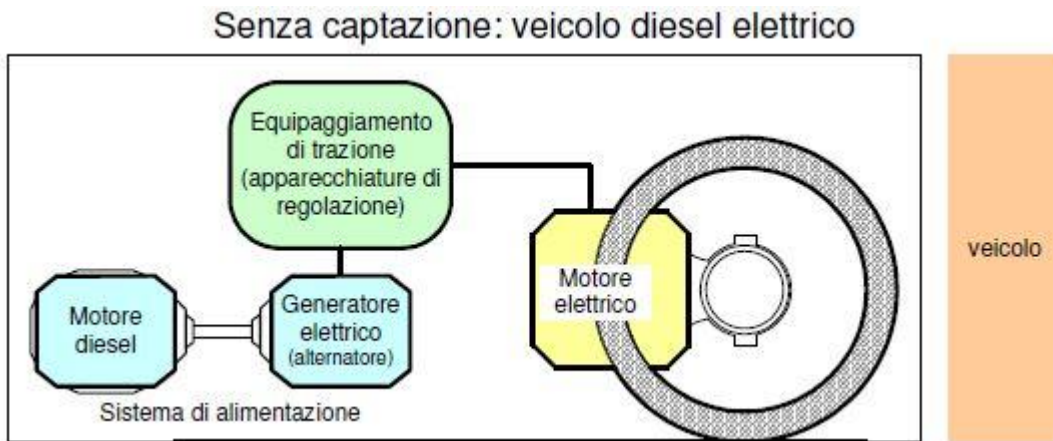 Senza captazione: veicolo diesel elettrico
Equipaggiamento
di trazione
(apparecchiature di
regolazione)
veicolo
Motore
diesel
Generatore
elettrico
(alternatore)
Motore
elettrico
Sistema di alimentazione